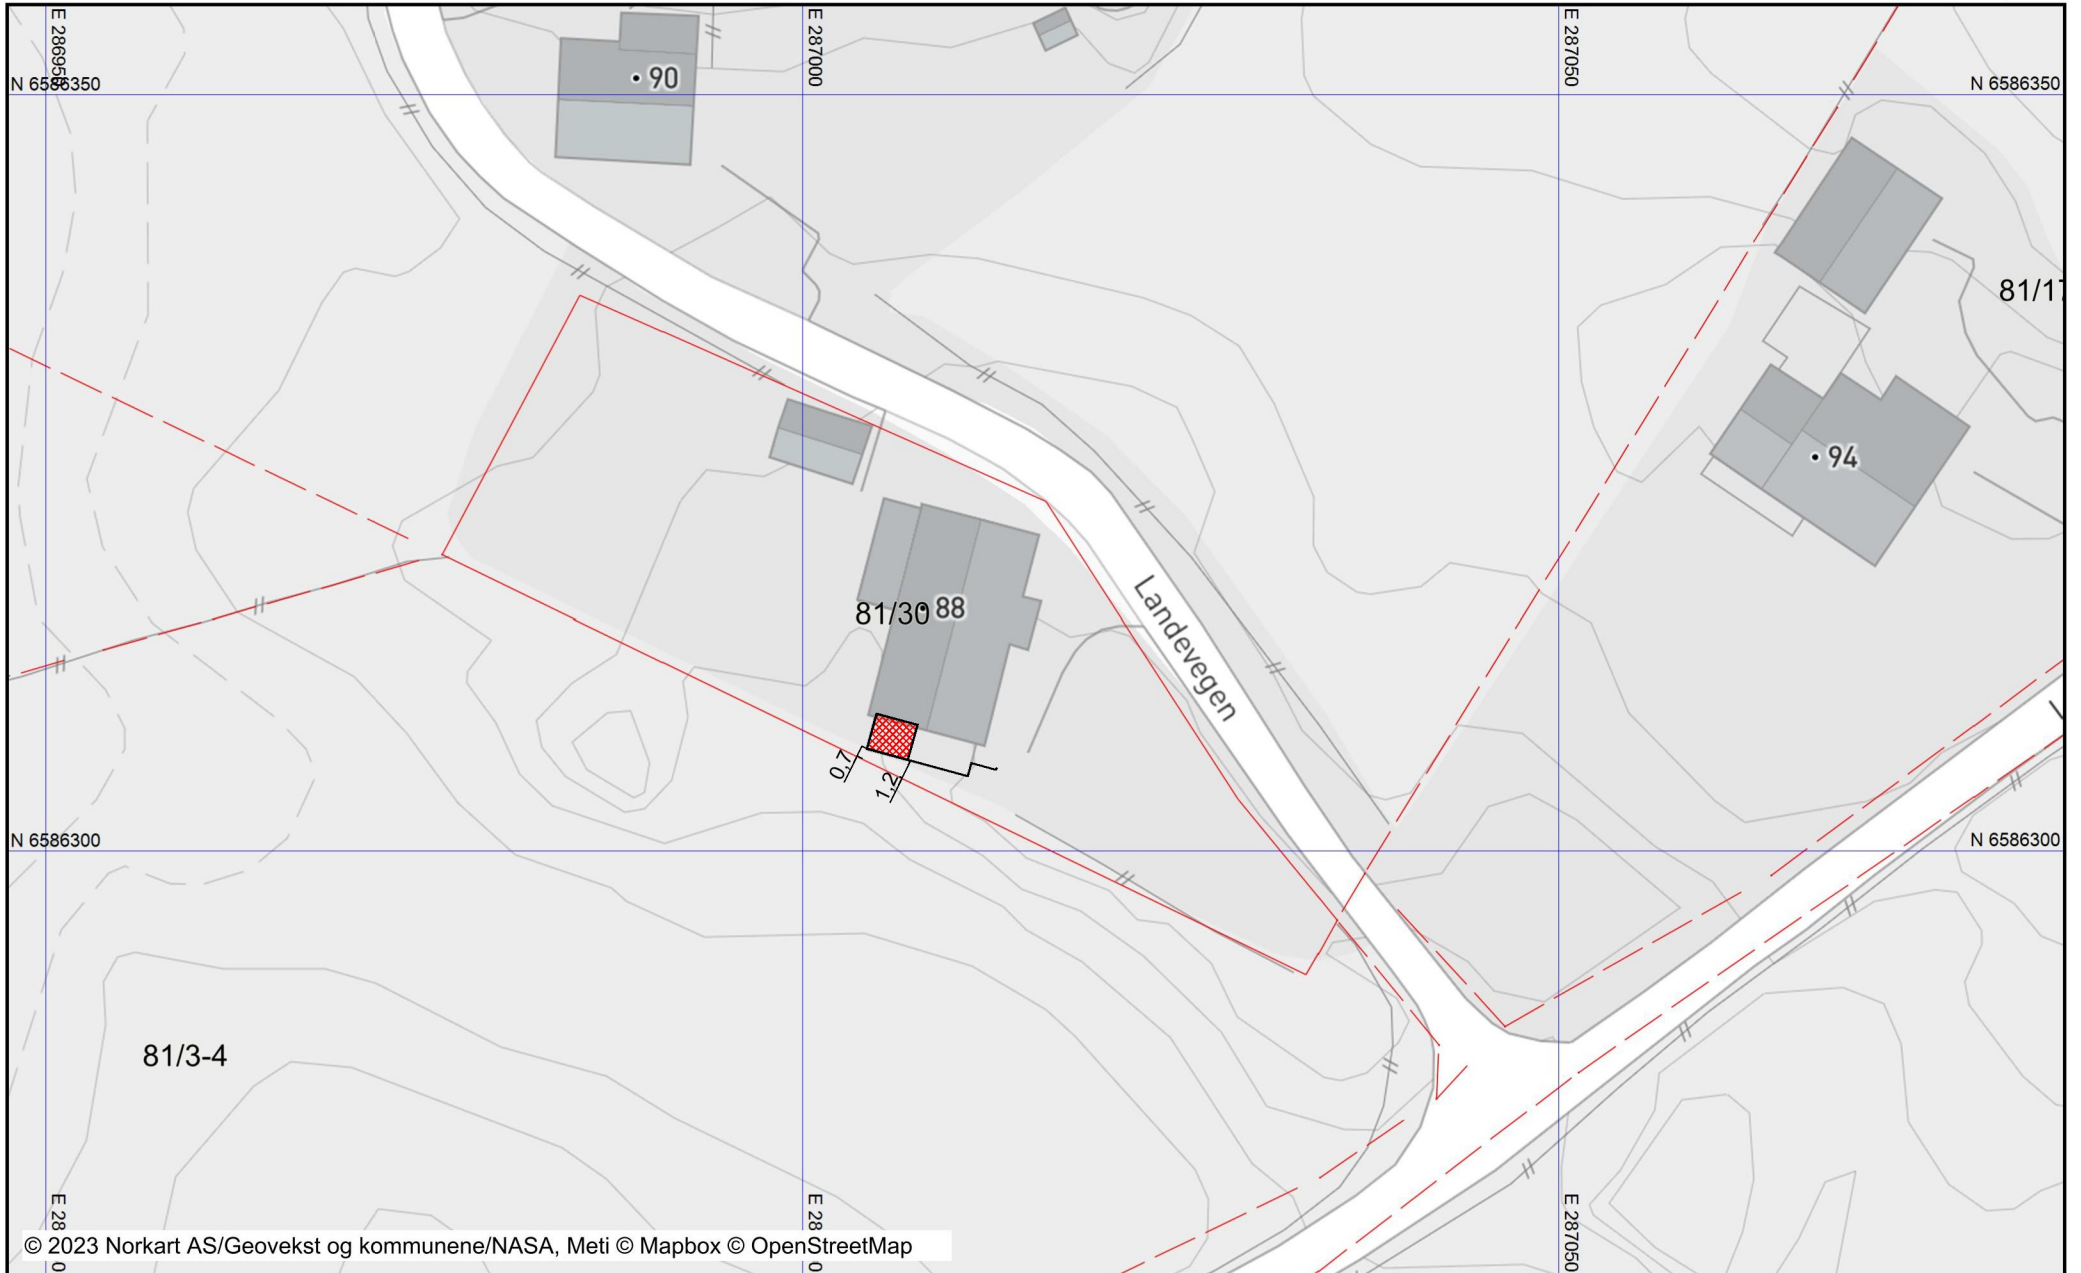 E 286950
E 287000
E 287050
N 6586350
N 6586350
90
81/17
94
81/30
88
Landevegen
0,7
1,2
N 6586300
N 6586300
81/3-4
E 287050
© 2023 Norkart AS/Geovekst og kommunene/NASA, Meti © Mapbox © OpenStreetMap